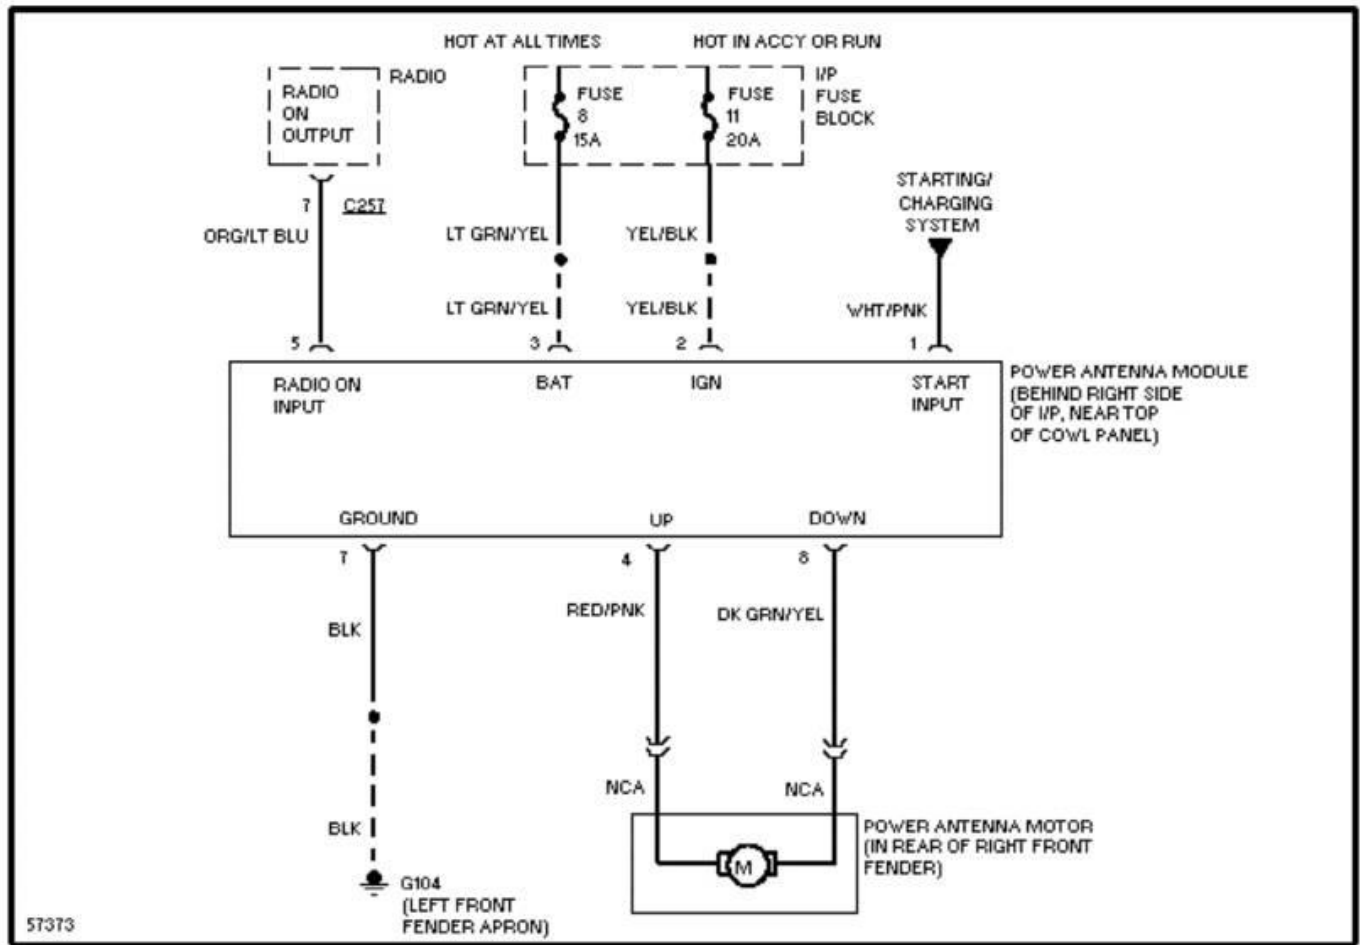 HOT AT ALL TIMES
HOT IN ACCY OR RUN
RADIO
RADIO
ON
OUTPUT
FUSE
8
15A
FUSE
11
20A
I/P
FUSE
BLOCK
STARTING/
CHARGING
SYSTEM
7
C257
ORG/LT BLU
LT GRN/YEL
YEL/BLK
LT GRN/YEL
YEL/BLK
WHT/PNK
5
3
2
1
RADIO ON
INPUT
BAT
IGN
START
INPUT
POWER ANTENNA MODULE
(BEHIND RIGHT SIDE
OF I/P, NEAR TOP
OF COWL PANEL)
GROUND
UP
DOWN
7
4
8
BLK
RED/PNK
DK GRN/YEL
NCA
NCA
BLK
M
POWER ANTENNA MOTOR
(IN REAR OF RIGHT FRONT
FENDER)
G104
(LEFT FRONT
FENDER APRON)
57373